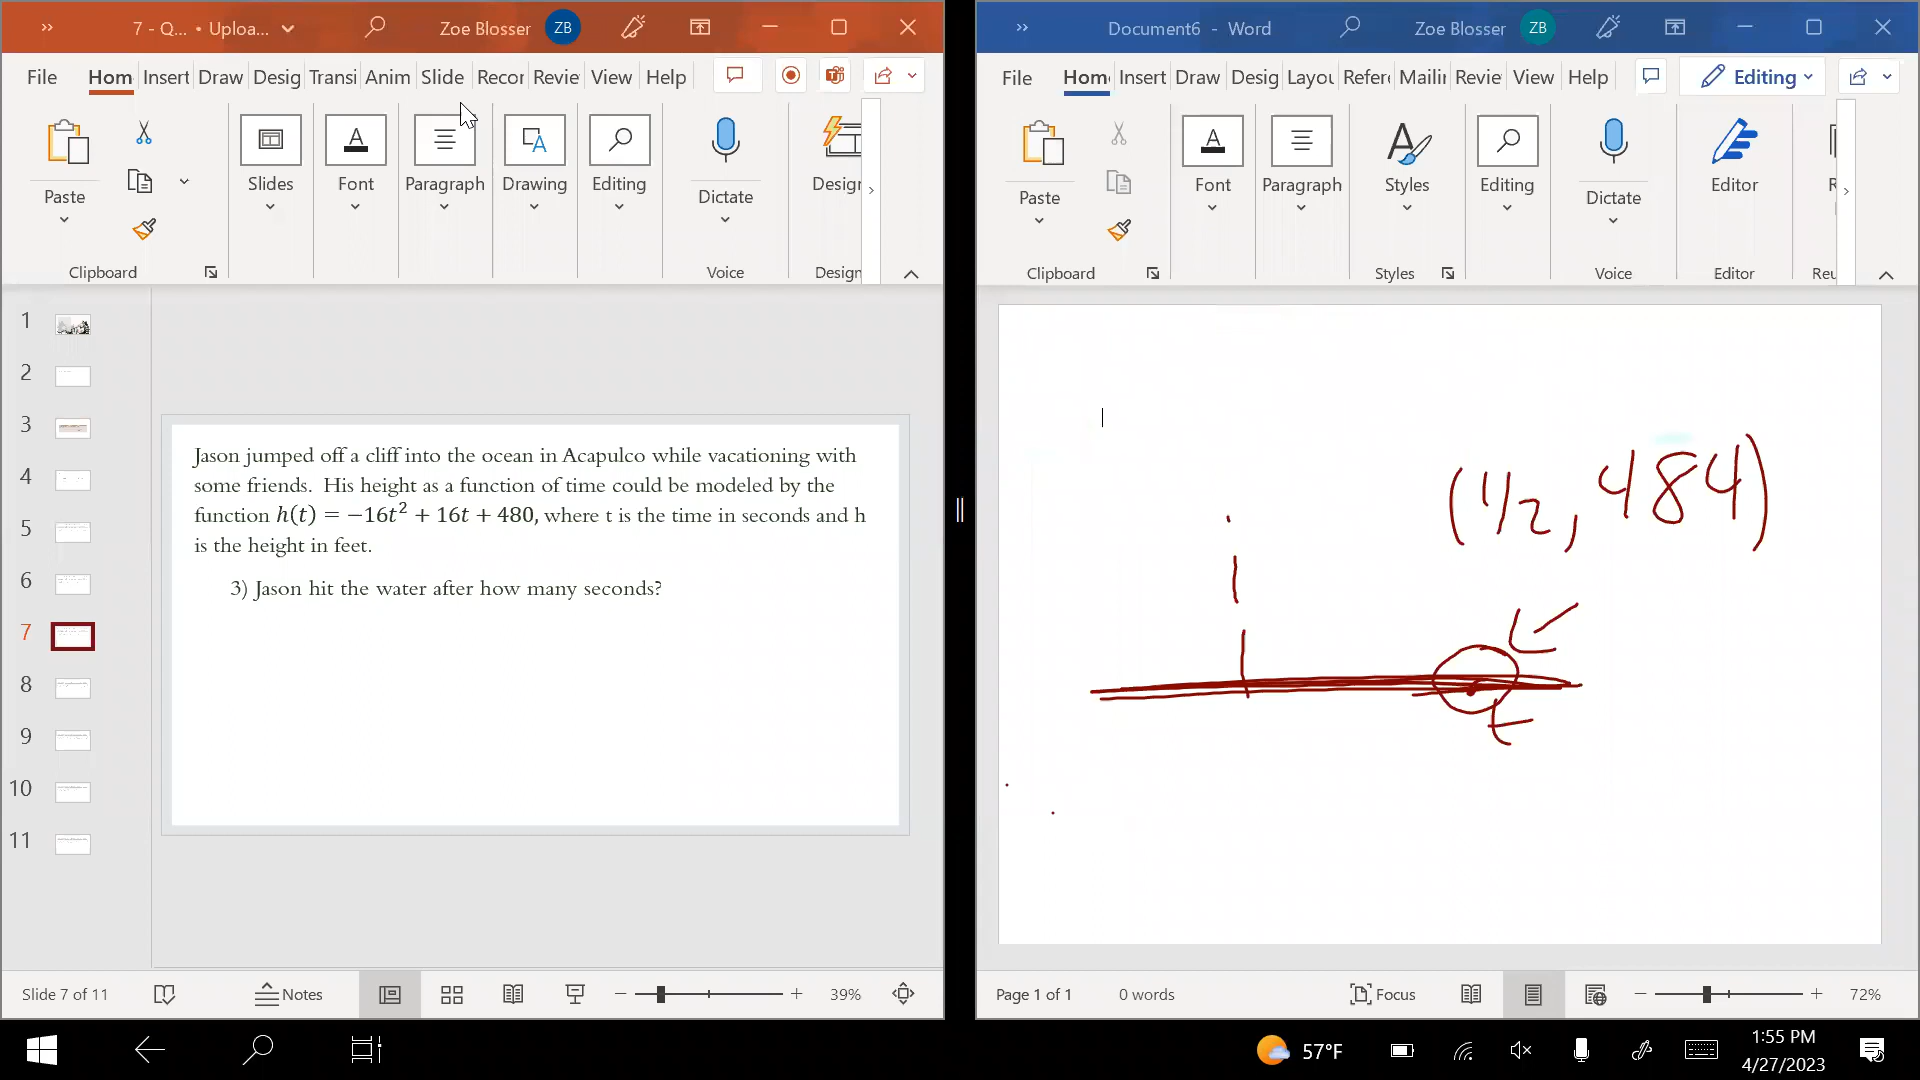 7 - Q... • Uploa...
Zoe Blosser
ZB
File
Hom
Insert
Draw
Desig
Transi
Anim
Slide
Recor
Revie
View
Help
Paste
Clipboard
Slides
Font
Paragraph
Drawing
Editing
Dictate
Voice
Desigr
Design
1
2
3
4
5
6
7
8
9
10
11
Jason jumped off a cliff into the ocean in Acapulco while vacationing with
some friends. His height as a function of time could be modeled by the
function h(t) = −16t² + 16t + 480, where t is the time in seconds and h
is the height in feet.
3) Jason hit the water after how many seconds?
Slide 7 of 11
Notes
39%
Document6 - Word
Zoe Blosser
ZB
File
Hom
Insert
Draw
Desig
Layou
Refere
Mailin
Revie
View
Help
Editing
Paste
Clipboard
Font
Paragraph
Styles
Styles
Editing
Dictate
Voice
Editor
Editor
Reu
(1/2, 484)
t
Page 1 of 1
0 words
Focus
72%
57°F
1:55 PM
4/27/2023